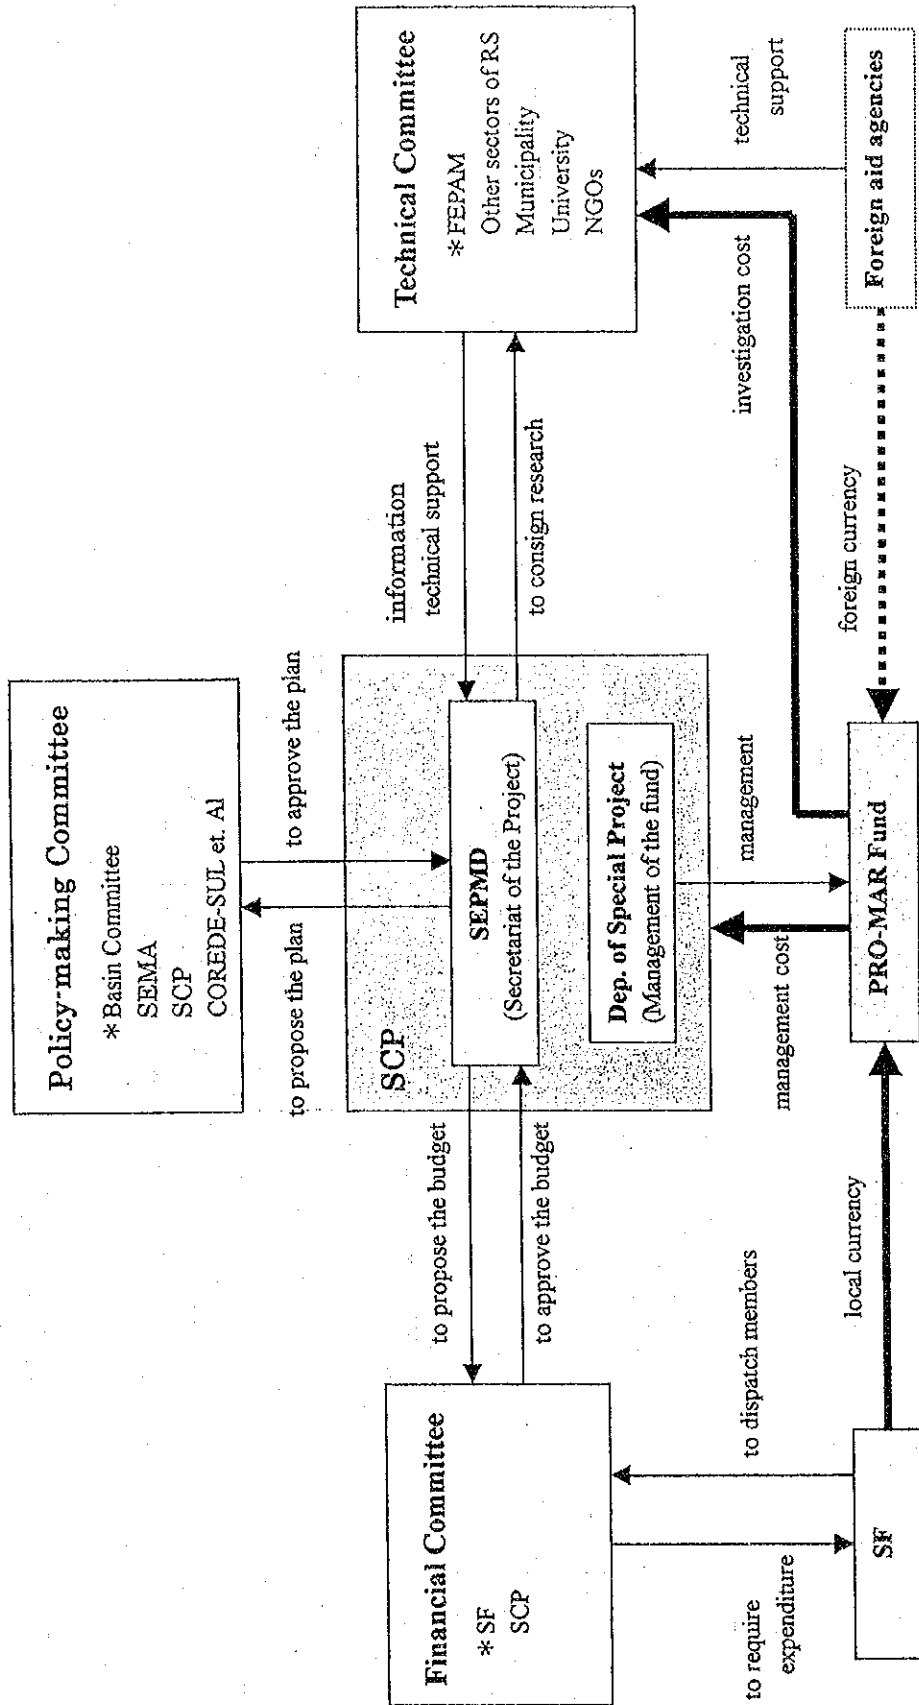 Policy-making Committee
*Basin Committee
SEMA
SCP
COREDE-SUL et. Al
to propose the plan
to approve the plan
Financial Committee
*SF
SCP
to propose the budget
to approve the budget
SCP
SEPMD
(Secretariat of the Project)
Dep. of Special Project
(Management of the fund)
information
technical support
to consign research
Technical Committee
*FEPAM
Other sectors of RS
Municipality
University
NGOs
to require
expenditure
to dispatch members
management cost
management
investigation cost
technical
support
SF
local currency
PRO-MAR Fund
foreign currency
Foreign aid agencies